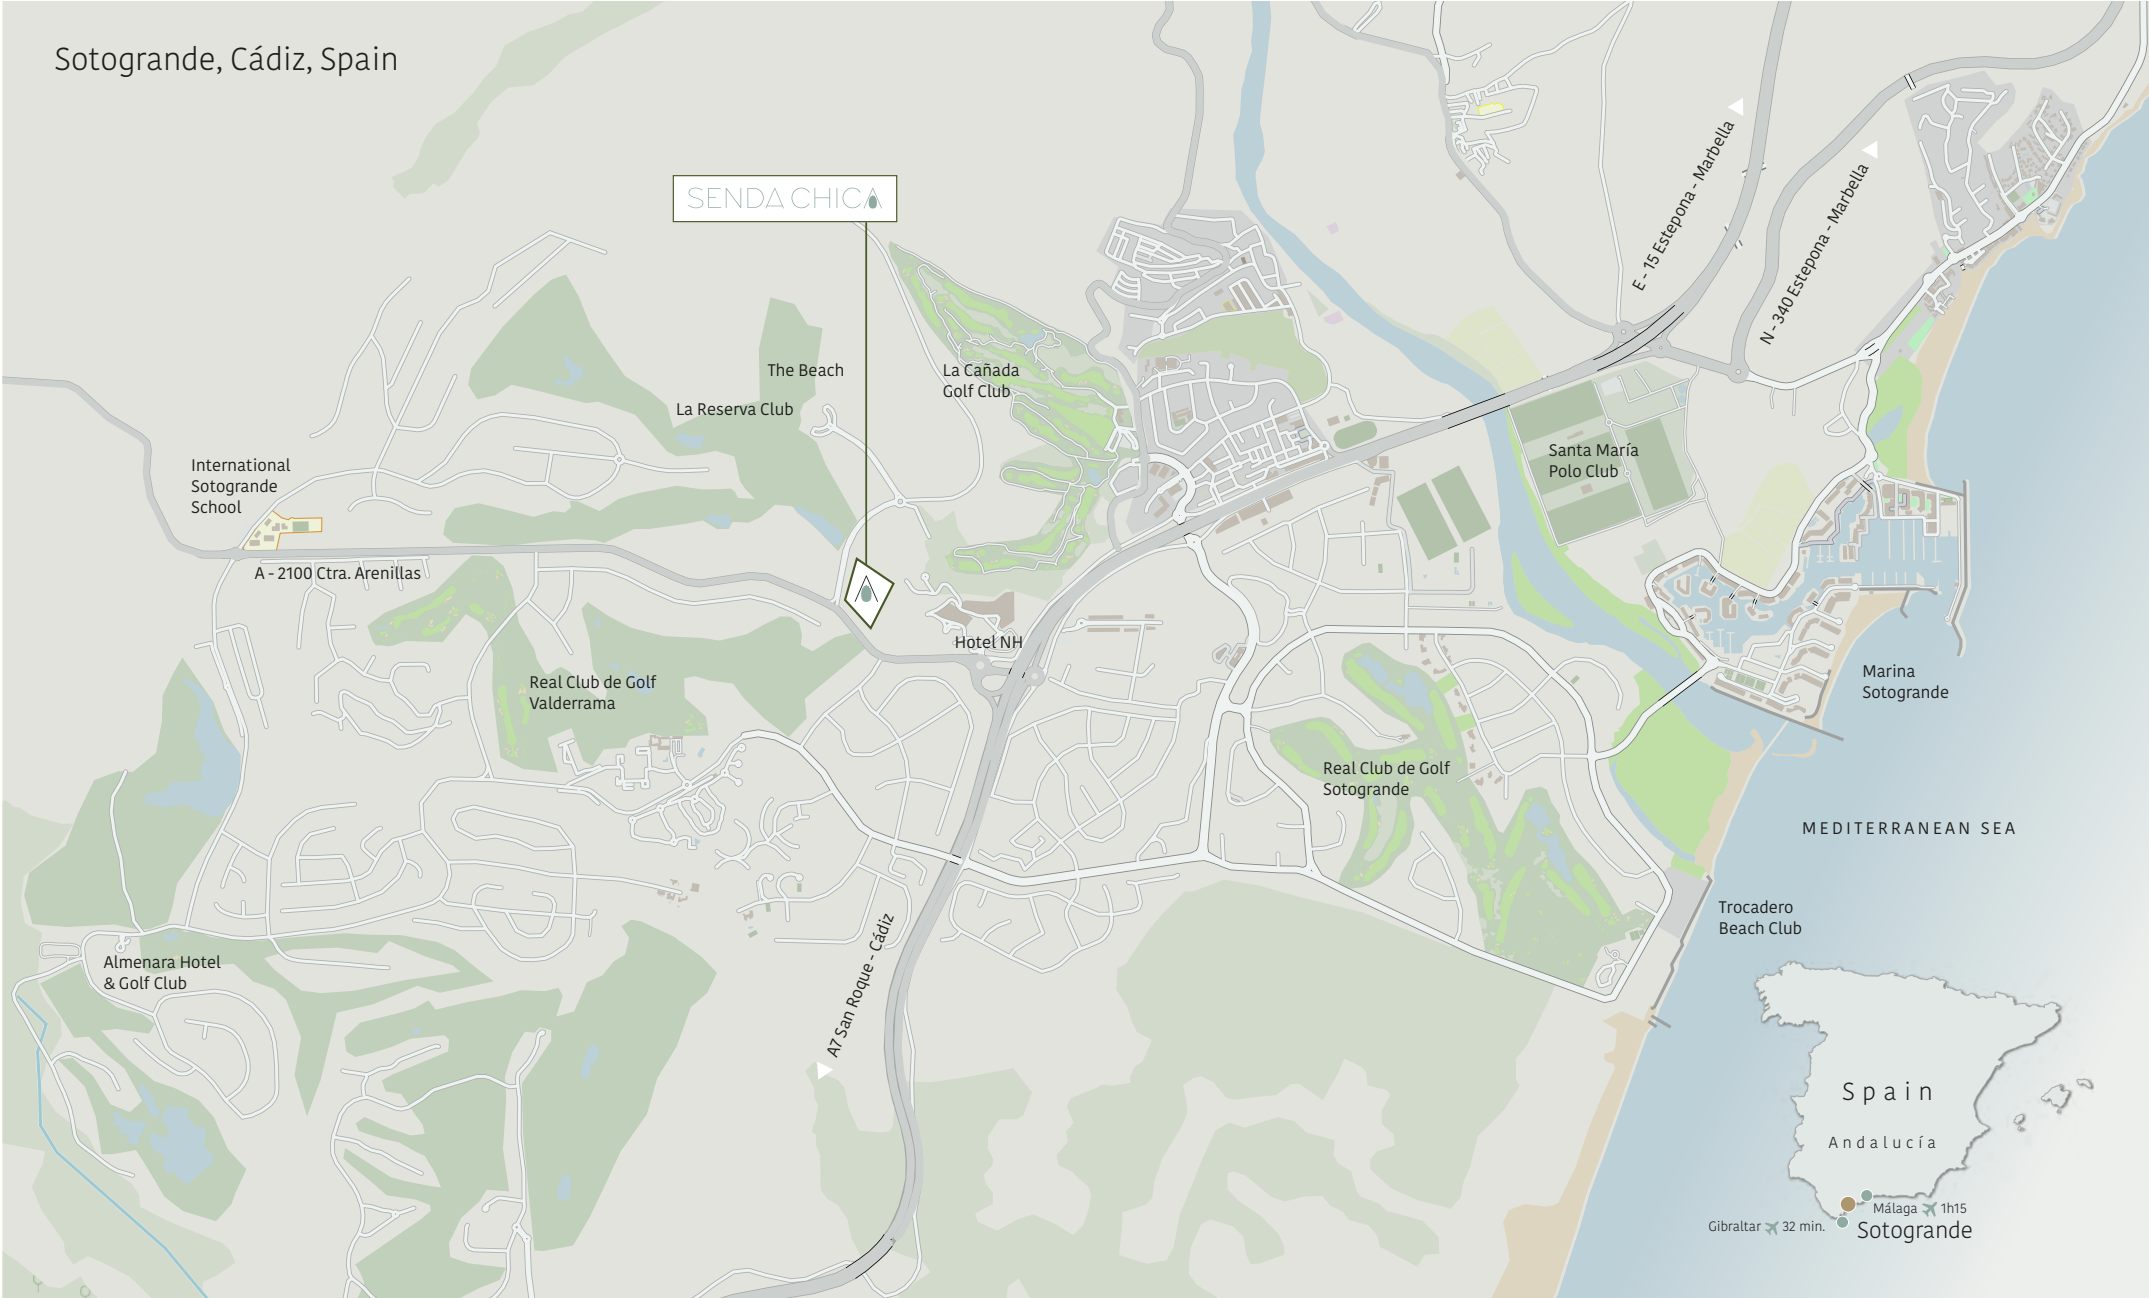 Sotogrande, Cádiz, Spain
SENDA CHICA
E - 15 Estepona - Marbella
N - 340 Estepona - Marbella
The Beach
La Reserva Club
La Cañada
Golf Club
International
Sotogrande
School
Santa María
Polo Club
A - 2100 Ctra. Arenillas
Hotel NH
Real Club de Golf
Valderrama
Marina
Sotogrande
Real Club de Golf
Sotogrande
MEDITERRANEAN SEA
Trocadero
Beach Club
Almenara Hotel
& Golf Club
A7 San Roque - Cádiz
Spain
Andalucía
Málaga 1h15
Gibraltar 32 min.
Sotogrande